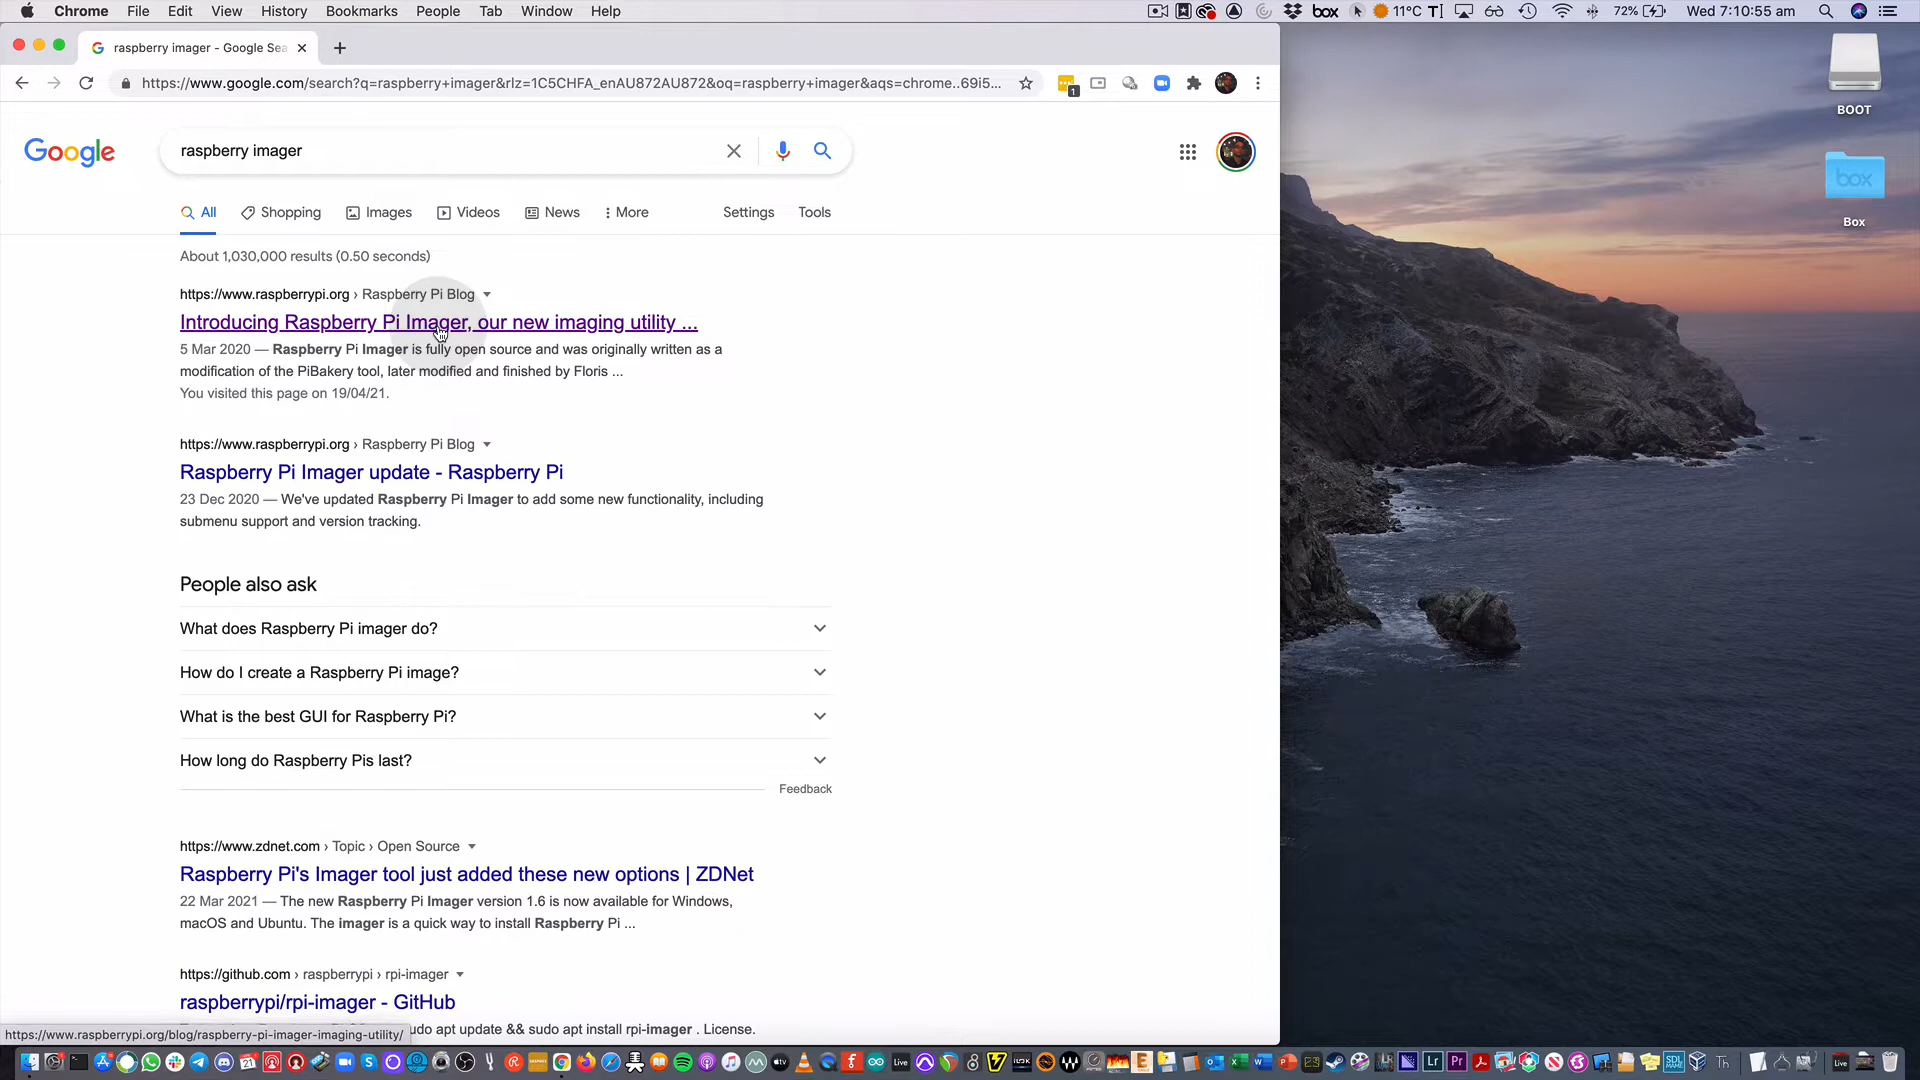 Chrome File Edit View History Bookmarks People Tab Window Help
box 11°C 72% Wed 7:10:55 am
raspberry imager - Google Sea
https://www.google.com/search?q=raspberry+imager&rlz=1C5CHFA_enAU872AU872&oq=raspberry+imager&aqs=chrome..69i5...
1
BOOT
Google
raspberry imager
box
Box
All Shopping Images Videos News More Settings Tools
About 1,030,000 results (0.50 seconds)
https://www.raspberrypi.org › Raspberry Pi Blog
Introducing Raspberry Pi Imager, our new imaging utility ...
5 Mar 2020 — Raspberry Pi Imager is fully open source and was originally written as a
modification of the PiBakery tool, later modified and finished by Floris ...
You visited this page on 19/04/21.
https://www.raspberrypi.org › Raspberry Pi Blog
Raspberry Pi Imager update - Raspberry Pi
23 Dec 2020 — We've updated Raspberry Pi Imager to add some new functionality, including
submenu support and version tracking.
People also ask
What does Raspberry Pi imager do?
How do I create a Raspberry Pi image?
What is the best GUI for Raspberry Pi?
How long do Raspberry Pis last?
Feedback
https://www.zdnet.com › Topic › Open Source
Raspberry Pi's Imager tool just added these new options | ZDNet
22 Mar 2021 — The new Raspberry Pi Imager version 1.6 is now available for Windows,
macOS and Ubuntu. The imager is a quick way to install Raspberry Pi ...
https://github.com › raspberrypi › rpi-imager
raspberrypi/rpi-imager - GitHub
udo apt update && sudo apt install rpi-imager . License.
https://www.raspberrypi.org/blog/raspberry-pi-imager-imaging-utility/